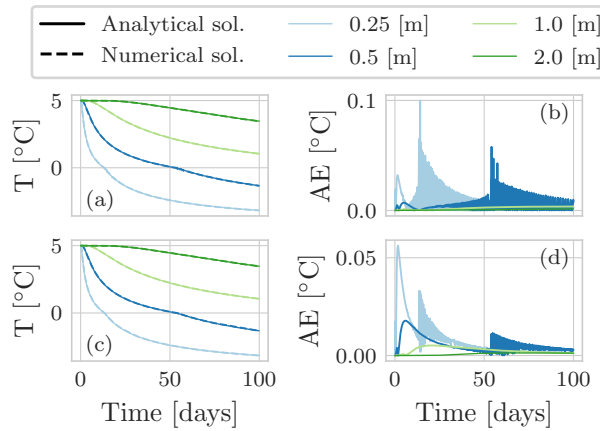 Analytical sol. 0.25 [m] 1.0 [m]
Numerical sol. 0.5 [m] 2.0 [m]
5
0
T [°C]
(a)
0.1
0.0
AE [°C]
(b)
5
0
T [°C]
(c)
0 50 100
Time [days]
0.05
0.00
AE [°C]
(d)
0 50 100
Time [days]